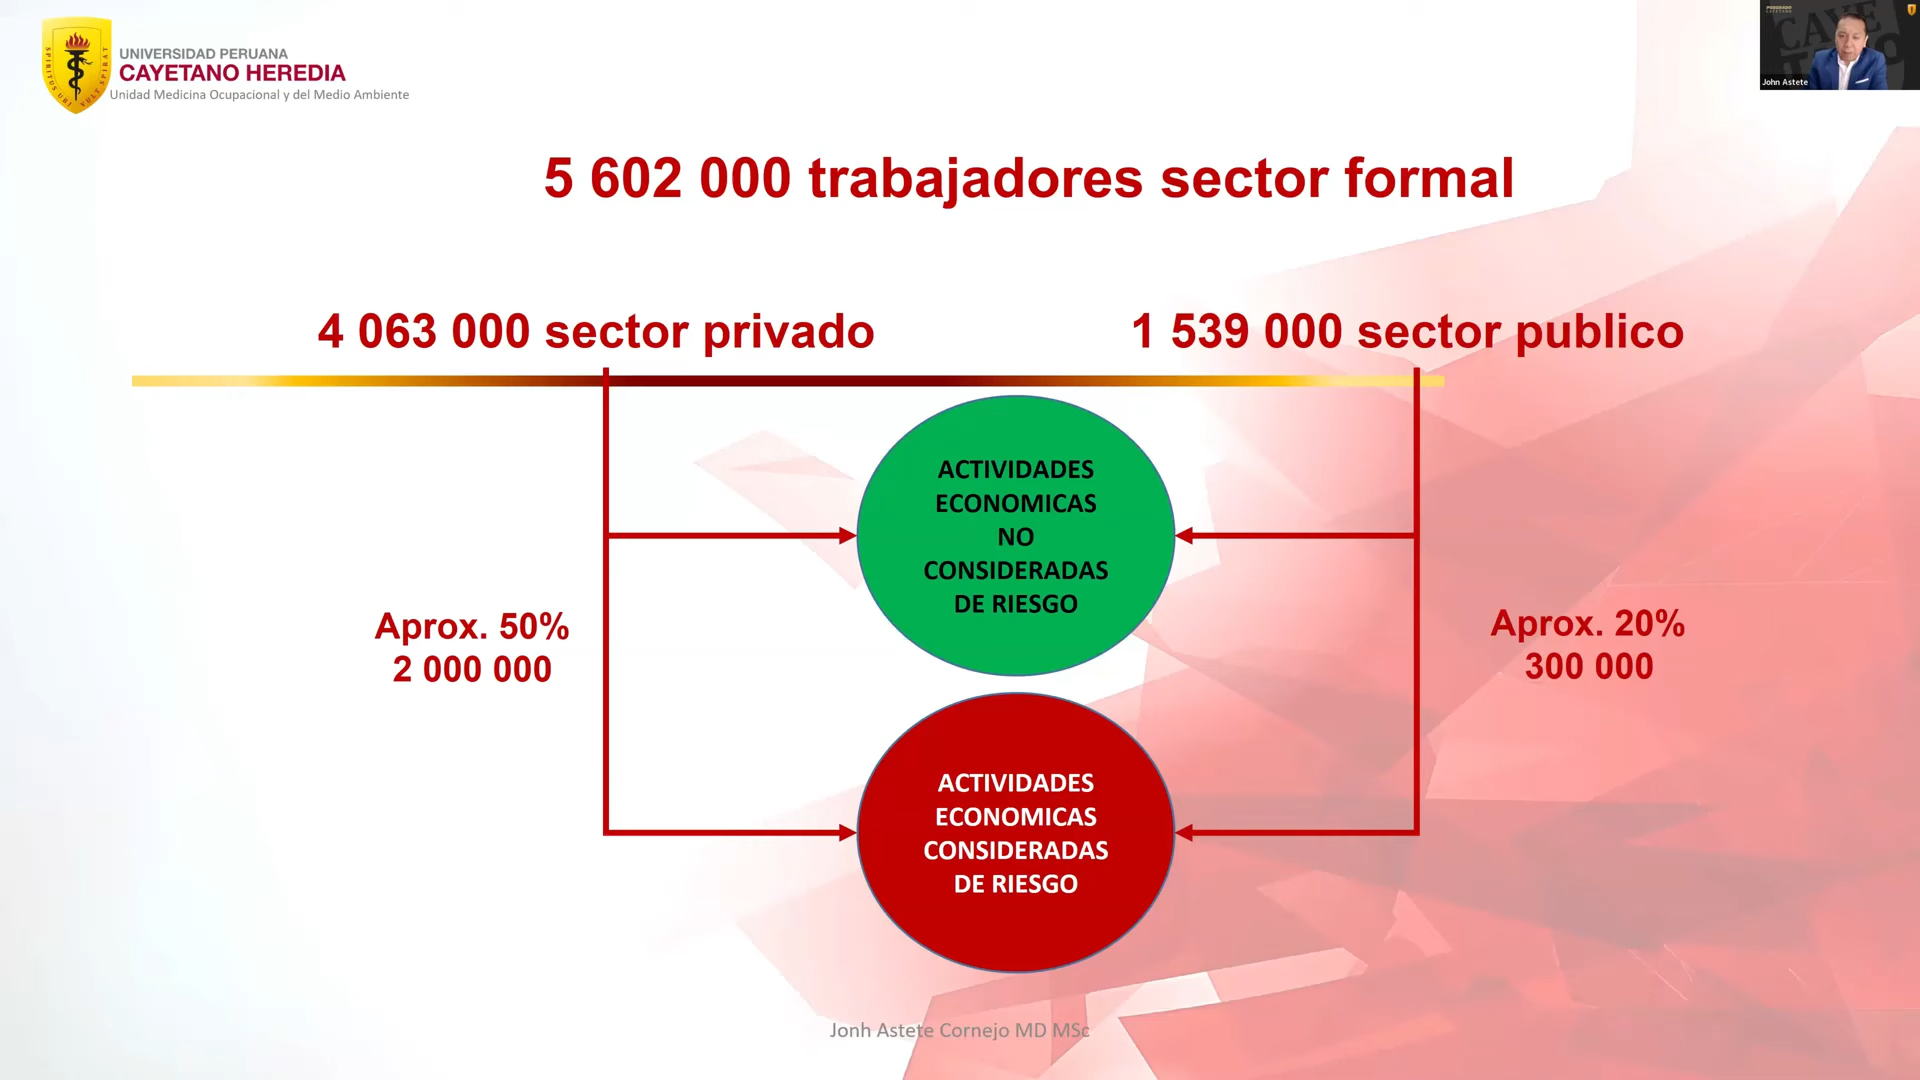 UNIVERSIDAD PERUANA
CAYETANO HEREDIA
Unidad Medicina Ocupacional y del Medio Ambiente
John Astete
5 602 000 trabajadores sector formal
4 063 000 sector privado
1 539 000 sector publico
ACTIVIDADES
ECONOMICAS
NO
CONSIDERADAS
DE RIESGO
Aprox. 50%
2 000 000
Aprox. 20%
300 000
ACTIVIDADES
ECONOMICAS
CONSIDERADAS
DE RIESGO
Jonh Astete Cornejo MD MSc